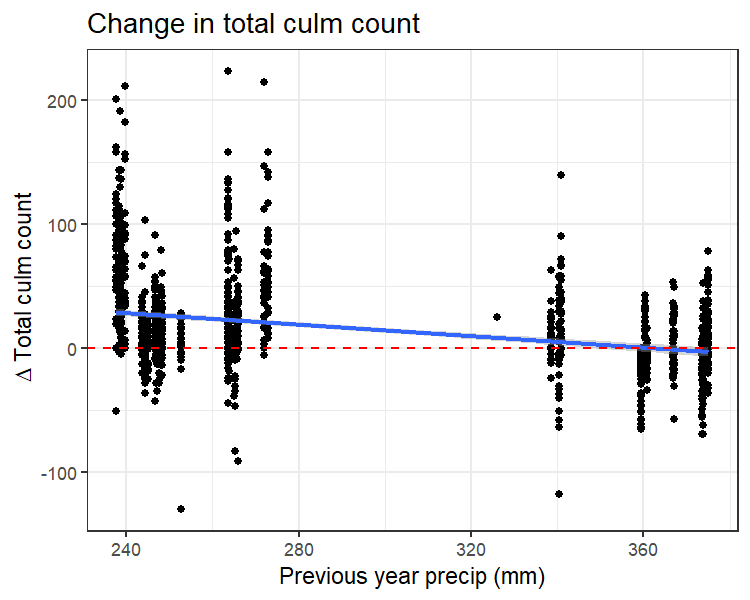 Change in total culm count
Δ Total culm count
200
100
0
-100
240 280 320 360
Previous year precip (mm)